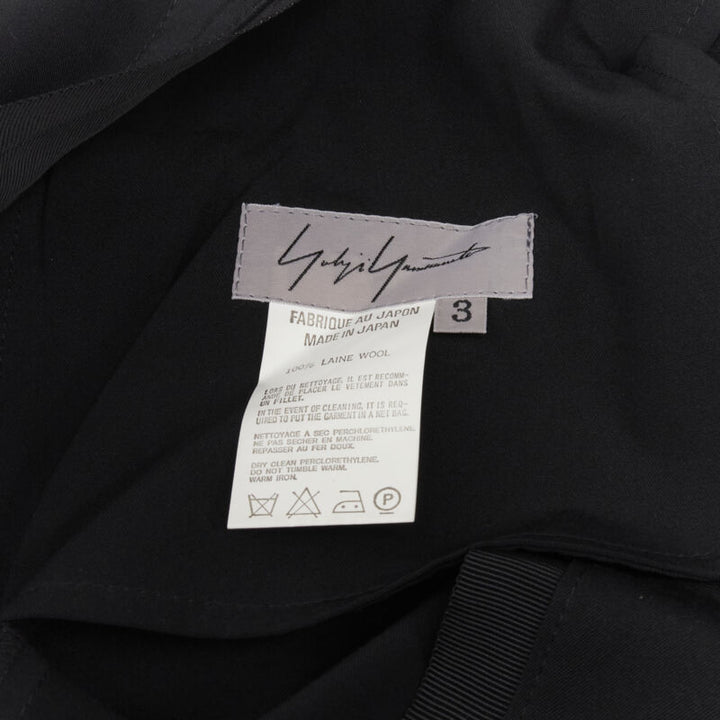 Yohji Yamamoto
3
FABRIQUE AU JAPON
MADE IN JAPAN
100% LAINE WOOL
LORS DU NETTOYAGE, IL EST RECOMM-
ANDE DE PLACER LE VETEMENT DANS
UN FILLET.
IN THE EVENT OF CLEANING, IT IS REQ-
UIRED TO PUT THE GARMENT IN A NET BAG.
NETTOYAGE A SEC PERCHLORETHYLENE.
NE PAS SECHER EN MACHINE.
REPASSER AU FER DOUX.
DRY CLEAN PERCLORETHYLENE.
DO NOT TUMBLE WARM.
WARM IRON.
P